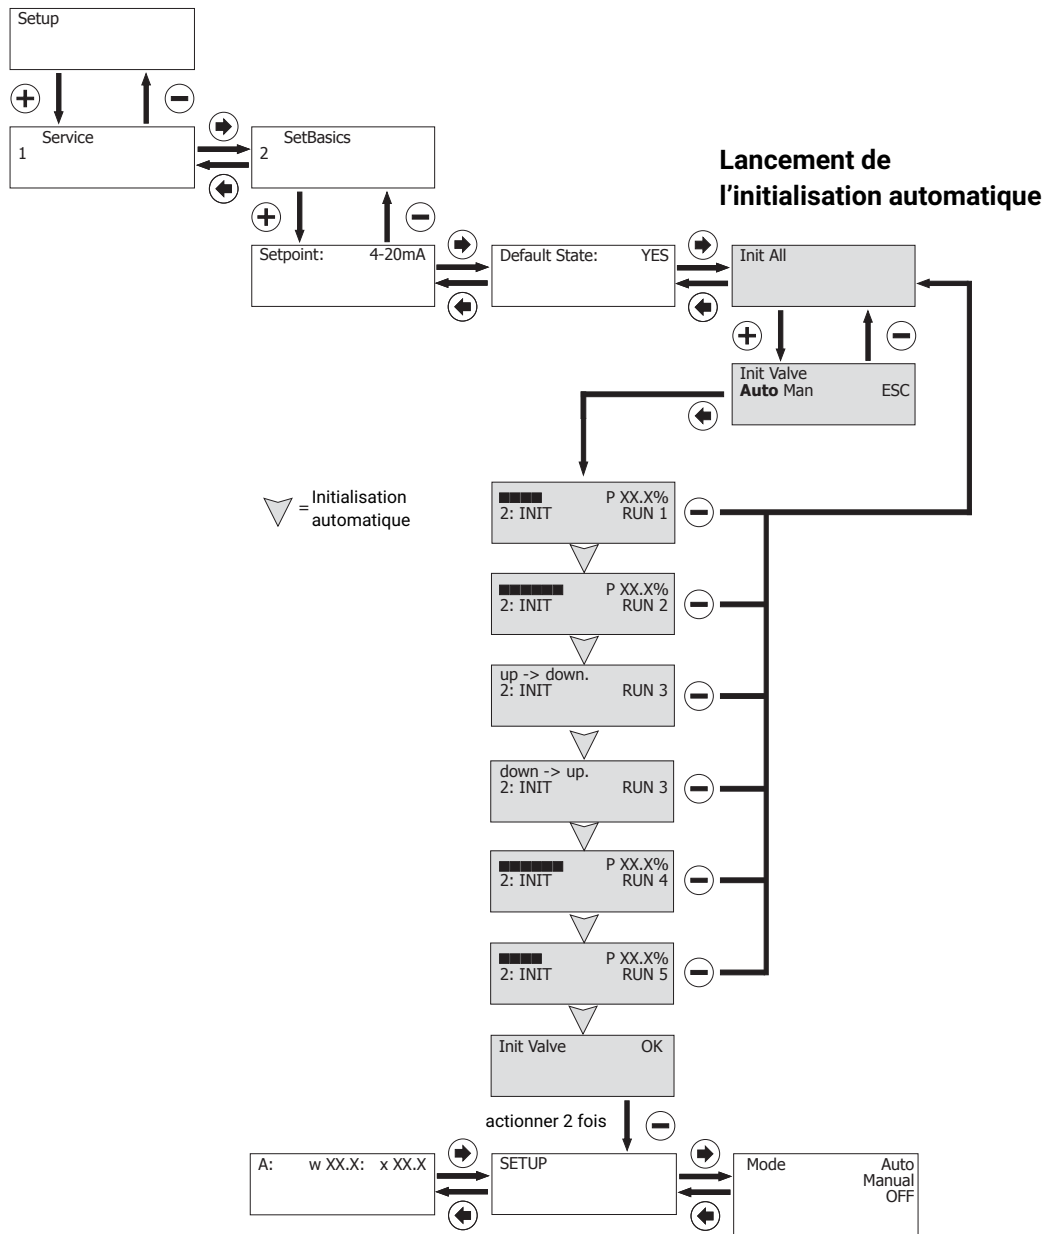 Setup
Service
1
SetBasics
2
Lancement de
l'initialisation automatique
Setpoint: 4-20mA
Default State: YES
Init All
Init Valve
Auto Man ESC
= Initialisation
automatique
P XX.X%
2: INIT RUN 1
P XX.X%
2: INIT RUN 2
up -> down.
2: INIT RUN 3
down -> up.
2: INIT RUN 3
P XX.X%
2: INIT RUN 4
P XX.X%
2: INIT RUN 5
Init Valve OK
actionner 2 fois
A: w XX.X: x XX.X
SETUP
Mode Auto
Manual
OFF